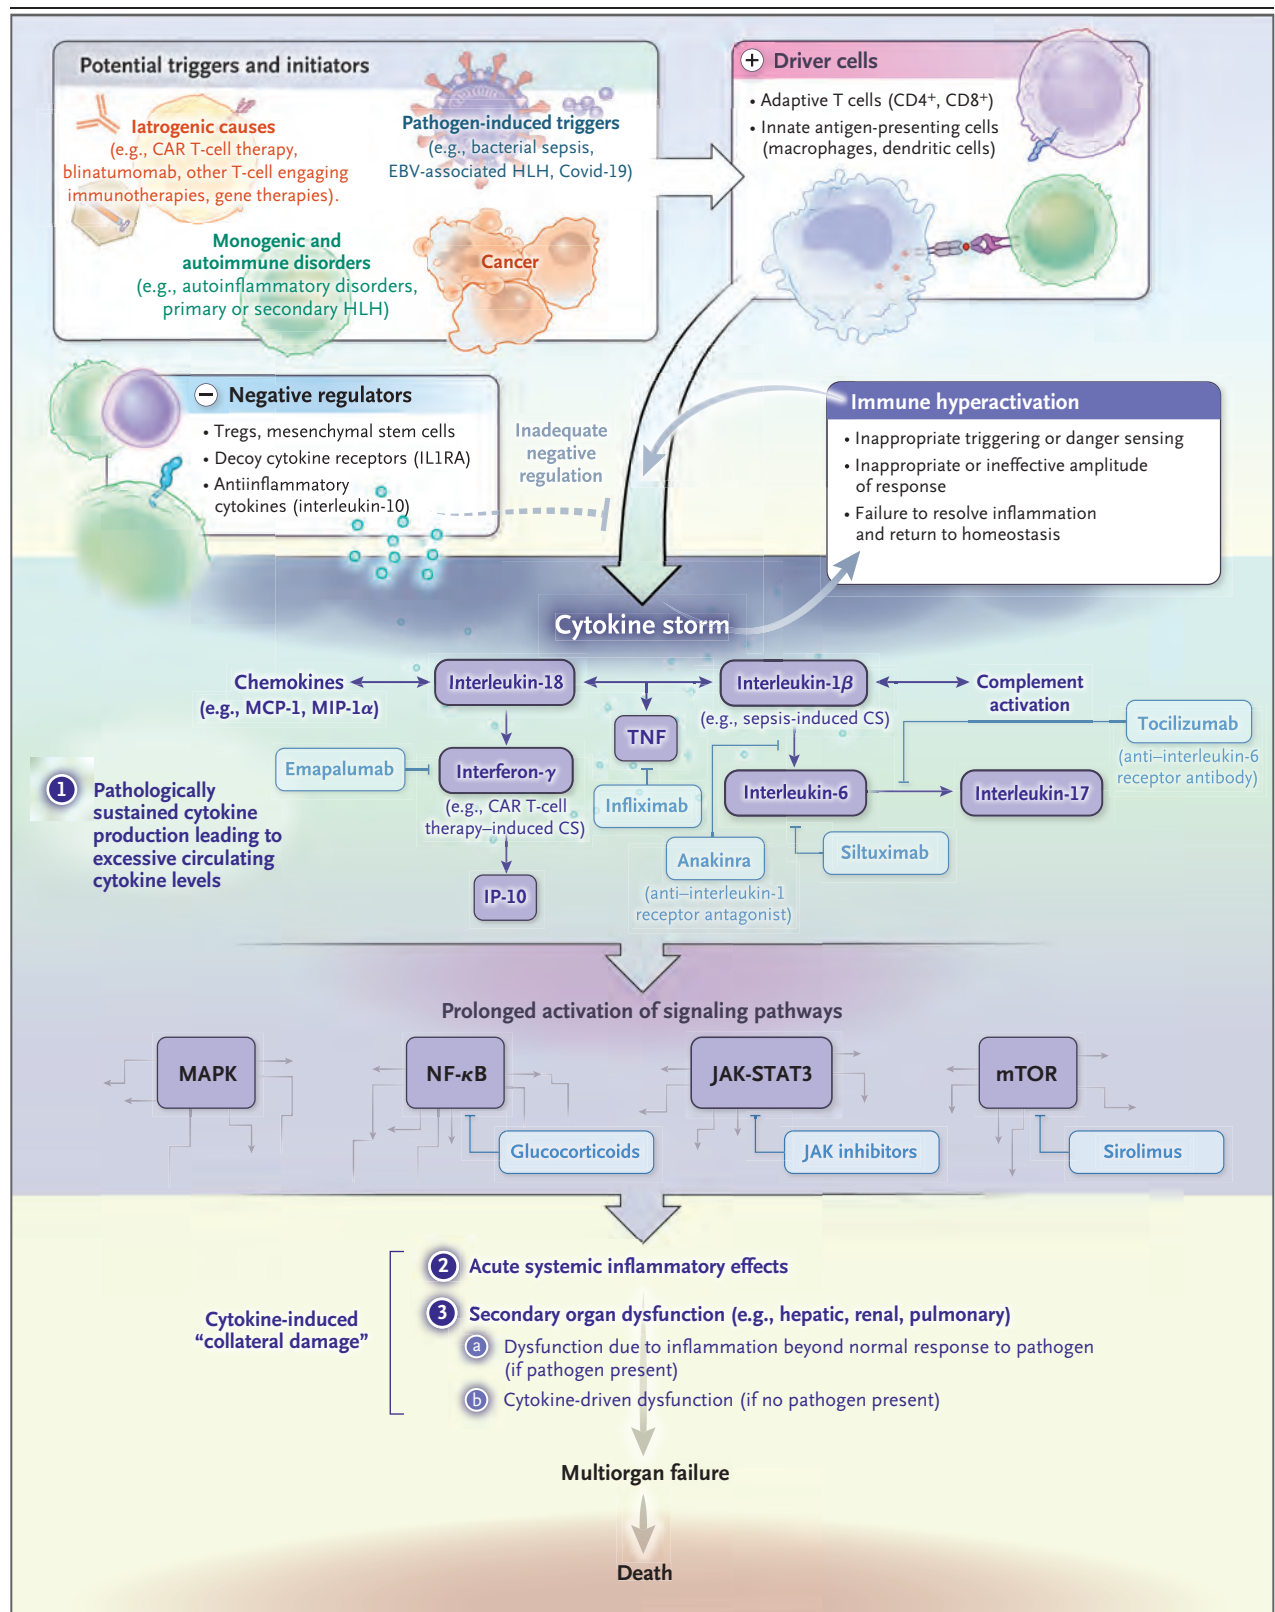 Potential triggers and initiators
Iatrogenic causes
(e.g., CAR T-cell therapy,
blinatumomab, other T-cell engaging
immunotherapies, gene therapies).
Pathogen-induced triggers
(e.g., bacterial sepsis,
EBV-associated HLH, Covid-19)
Monogenic and
autoimmune disorders
(e.g., autoinflammatory disorders,
primary or secondary HLH)
Cancer
+ Driver cells
• Adaptive T cells (CD4+, CD8+)
• Innate antigen-presenting cells
(macrophages, dendritic cells)
− Negative regulators
• Tregs, mesenchymal stem cells
• Decoy cytokine receptors (IL1RA)
• Antiinflammatory
cytokines (interleukin-10)
Inadequate
negative
regulation
Immune hyperactivation
• Inappropriate triggering or danger sensing
• Inappropriate or ineffective amplitude
of response
• Failure to resolve inflammation
and return to homeostasis
Cytokine storm
Chemokines
(e.g., MCP-1, MIP-1α)
Interleukin-18
Interleukin-1β
(e.g., sepsis-induced CS)
Complement
activation
TNF
Tocilizumab
(anti–interleukin-6
receptor antibody)
Emapalumab
Interferon-γ
(e.g., CAR T-cell
therapy–induced CS)
Infliximab
Interleukin-6
Interleukin-17
1 Pathologically
sustained cytokine
production leading to
excessive circulating
cytokine levels
Anakinra
(anti–interleukin-1
receptor antagonist)
Siltuximab
IP-10
Prolonged activation of signaling pathways
MAPK
NF-κB
JAK-STAT3
mTOR
Glucocorticoids
JAK inhibitors
Sirolimus
Cytokine-induced
“collateral damage”
2 Acute systemic inflammatory effects
3 Secondary organ dysfunction (e.g., hepatic, renal, pulmonary)
a Dysfunction due to inflammation beyond normal response to pathogen
(if pathogen present)
b Cytokine-driven dysfunction (if no pathogen present)
Multiorgan failure
Death